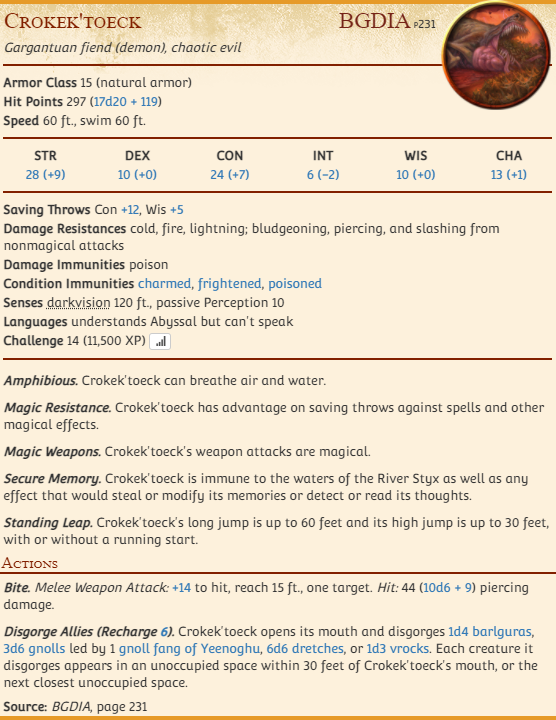 Crokek'toeck BGDIA P231
Gargantuan fiend (demon), chaotic evil
Armor Class 15 (natural armor)
Hit Points 297 (17d20 + 119)
Speed 60 ft., swim 60 ft.
STR DEX CON INT WIS CHA
28 (+9) 10 (+0) 24 (+7) 6 (−2) 10 (+0) 13 (+1)
Saving Throws Con +12, Wis +5
Damage Resistances cold, fire, lightning; bludgeoning, piercing, and slashing from
nonmagical attacks
Damage Immunities poison
Condition Immunities charmed, frightened, poisoned
Senses darkvision 120 ft., passive Perception 10
Languages understands Abyssal but can't speak
Challenge 14 (11,500 XP)
Amphibious. Crokek'toeck can breathe air and water.
Magic Resistance. Crokek'toeck has advantage on saving throws against spells and other
magical effects.
Magic Weapons. Crokek'toeck's weapon attacks are magical.
Secure Memory. Crokek'toeck is immune to the waters of the River Styx as well as any
effect that would steal or modify its memories or detect or read its thoughts.
Standing Leap. Crokek'toeck's long jump is up to 60 feet and its high jump is up to 30 feet,
with or without a running start.
Actions
Bite. Melee Weapon Attack: +14 to hit, reach 15 ft., one target. Hit: 44 (10d6 + 9) piercing
damage.
Disgorge Allies (Recharge 6). Crokek'toeck opens its mouth and disgorges 1d4 barlguras,
3d6 gnolls led by 1 gnoll fang of Yeenoghu, 6d6 dretches, or 1d3 vrocks. Each creature it
disgorges appears in an unoccupied space within 30 feet of Crokek'toeck's mouth, or the
next closest unoccupied space.
Source: BGDIA, page 231